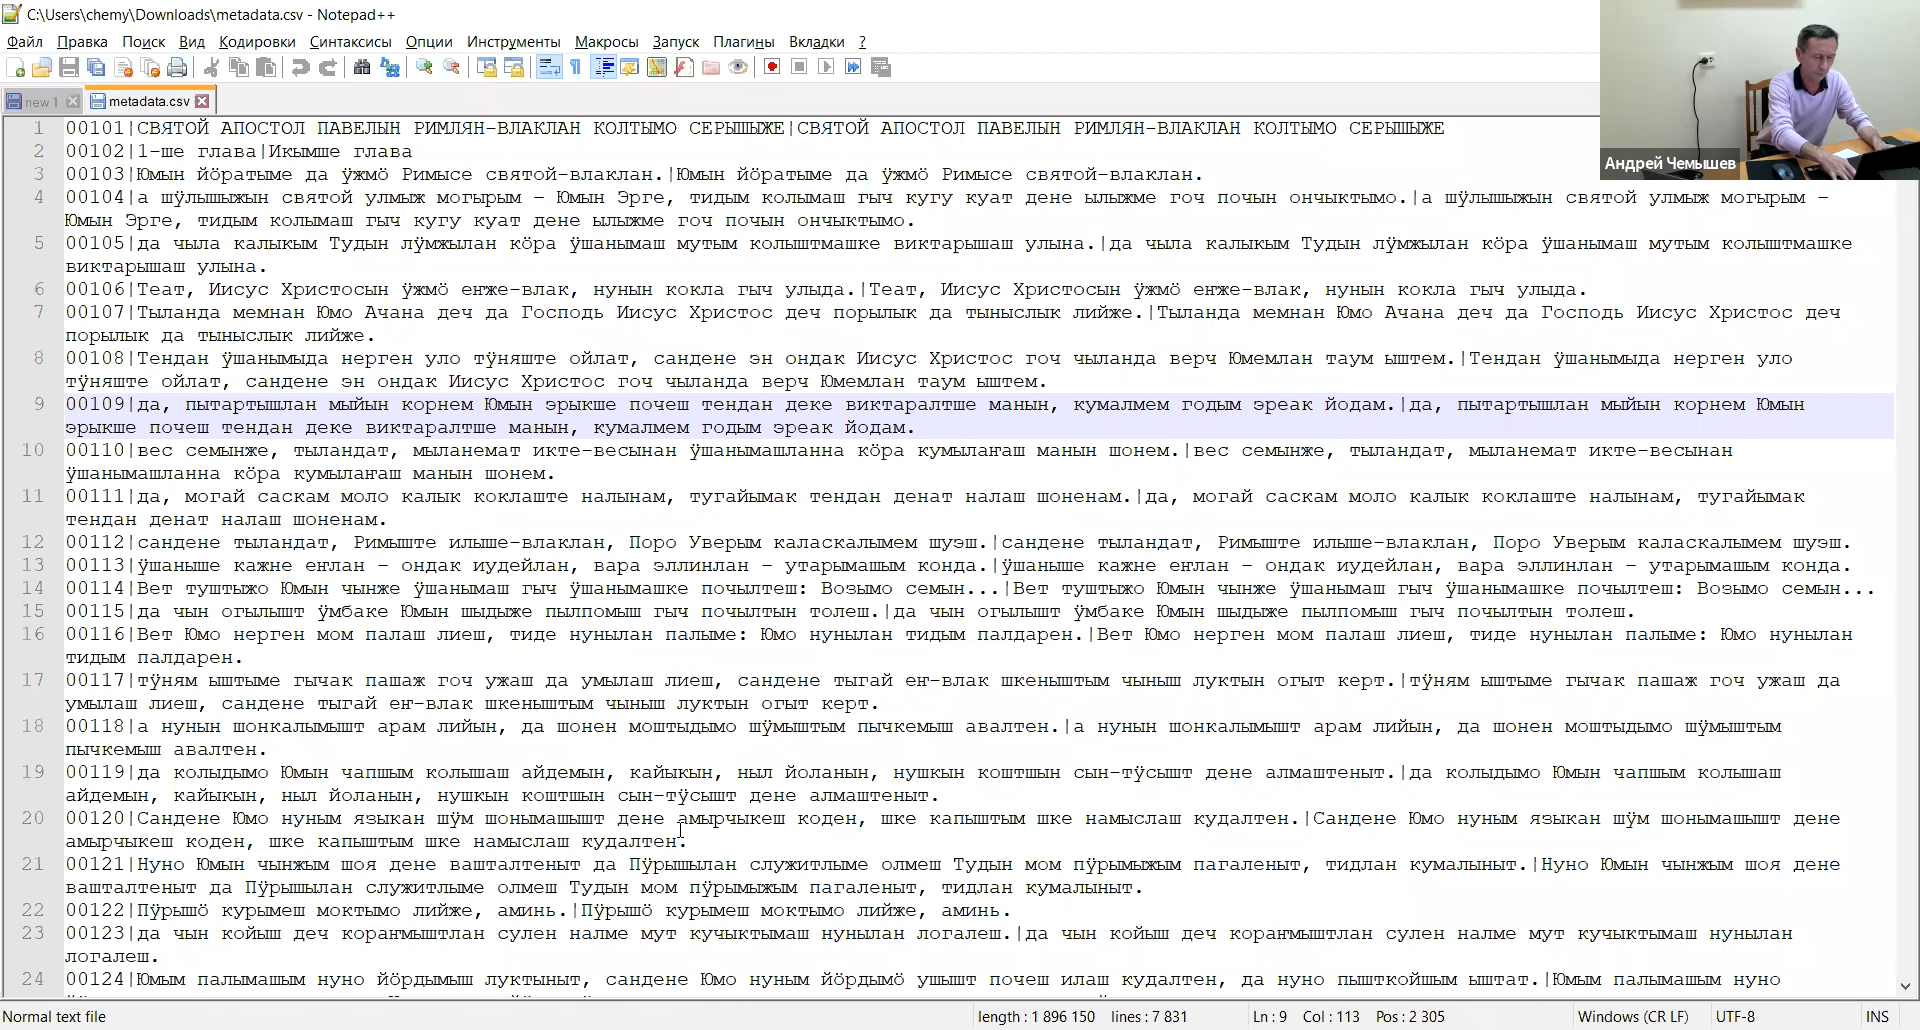 C:\Users\chemy\Downloads\metadata.csv - Notepad++
Файл Правка Поиск Вид Кодировки Синтаксисы Опции Инструменты Макросы Запуск Плагины Вкладки ?
new 1 metadata.csv
Андрей Чемышев
1 00101|СВЯТОЙ АПОСТОЛ ПАВЕЛЫН РИМЛЯН-ВЛАКЛАН КОЛТЫМО СЕРЫШЫЖЕ|СВЯТОЙ АПОСТОЛ ПАВЕЛЫН РИМЛЯН-ВЛАКЛАН КОЛТЫМО СЕРЫШЫЖЕ
2 00102|1-ше глава|Икымше глава
3 00103|Юмын йӧратыме да ӱжмӧ Римысе святой-влаклан.|Юмын йӧратыме да ӱжмӧ Римысе святой-влаклан.
4 00104|а шӱлышыжын святой улмыж могырым – Юмын Эрге, тидым колымаш гыч кугу куат дене ылыжме гоч почын ончыктымо.|а шӱлышыжын святой улмыж могырым –
Юмын Эрге, тидым колымаш гыч кугу куат дене ылыжме гоч почын ончыктымо.
5 00105|да чыла калыкым Тудын лӱмжылан кӧра ӱшанымаш мутым колыштмашке виктарышаш улына.|да чыла калыкым Тудын лӱмжылан кӧра ӱшанымаш мутым колыштмашке
виктарышаш улына.
6 00106|Теат, Иисус Христосын ӱжмӧ еҥже-влак, нунын кокла гыч улыда.|Теат, Иисус Христосын ӱжмӧ еҥже-влак, нунын кокла гыч улыда.
7 00107|Тыланда мемнан Юмо Ачана деч да Господь Иисус Христос деч порылык да тыныслык лийже.|Тыланда мемнан Юмо Ачана деч да Господь Иисус Христос деч
порылык да тыныслык лийже.
8 00108|Тендан ӱшанымыда нерген уло тӱняште ойлат, сандене эн ондак Иисус Христос гоч чыланда верч Юмемлан таум ыштем.|Тендан ӱшанымыда нерген уло
тӱняште ойлат, сандене эн ондак Иисус Христос гоч чыланда верч Юмемлан таум ыштем.
9 00109|да, пытартышлан мыйын корнем Юмын эрыкше почеш тендан деке виктаралтше манын, кумалмем годым эреак йодам.|да, пытартышлан мыйын корнем Юмын
эрыкше почеш тендан деке виктаралтше манын, кумалмем годым эреак йодам.
10 00110|вес семынже, тыландат, мыланемат икте-весынан ӱшанымашланна кӧра кумылаҥаш манын шонем.|вес семынже, тыландат, мыланемат икте-весынан
ӱшанымашланна кӧра кумылаҥаш манын шонем.
11 00111|да, могай саскам моло калык коклаште налынам, тугайымак тендан денат налаш шоненам.|да, могай саскам моло калык коклаште налынам, тугайымак
тендан денат налаш шоненам.
12 00112|сандене тыландат, Римыште илыше-влаклан, Поро Уверым каласкалымем шуэш.|сандене тыландат, Римыште илыше-влаклан, Поро Уверым каласкалымем шуэш.
13 00113|ӱшаныше кажне еҥлан – ондак иудейлан, вара эллинлан – утарымашым конда.|ӱшаныше кажне еҥлан – ондак иудейлан, вара эллинлан – утарымашым конда.
14 00114|Вет туштыжо Юмын чынже ӱшанымаш гыч ӱшанымашке почылтеш: Возымо семын...|Вет туштыжо Юмын чынже ӱшанымаш гыч ӱшанымашке почылтеш: Возымо семын...
15 00115|да чын огылышт ӱмбаке Юмын шыдыже пылпомыш гыч почылтын толеш.|да чын огылышт ӱмбаке Юмын шыдыже пылпомыш гыч почылтын толеш.
16 00116|Вет Юмо нерген мом палаш лиеш, тиде нунылан палыме: Юмо нунылан тидым палдарен.|Вет Юмо нерген мом палаш лиеш, тиде нунылан палыме: Юмо нунылан
тидым палдарен.
17 00117|тӱням ыштыме гычак пашаж гоч ужаш да умылаш лиеш, сандене тыгай еҥ-влак шкеныштым чыныш луктын огыт керт.|тӱням ыштыме гычак пашаж гоч ужаш да
умылаш лиеш, сандене тыгай еҥ-влак шкеныштым чыныш луктын огыт керт.
18 00118|а нунын шонкалымышт арам лийын, да шонен моштыдымо шӱмыштым пычкемыш авалтен.|а нунын шонкалымышт арам лийын, да шонен моштыдымо шӱмыштым
пычкемыш авалтен.
19 00119|да колыдымо Юмын чапшым колышаш айдемын, кайыкын, ныл йоланын, нушкын коштшын сын-тӱсышт дене алмаштеныт.|да колыдымо Юмын чапшым колышаш
айдемын, кайыкын, ныл йоланын, нушкын коштшын сын-тӱсышт дене алмаштеныт.
20 00120|Сандене Юмо нуным языкан шӱм шонымашышт дене амырчыкеш коден, шке капыштым шке намыслаш кудалтен.|Сандене Юмо нуным языкан шӱм шонымашышт дене
амырчыкеш коден, шке капыштым шке намыслаш кудалтен.
21 00121|Нуно Юмын чынжым шоя дене вашталтеныт да Пӱрышылан служитлыме олмеш Тудын мом пӱрымыжым пагаленыт, тидлан кумалыныт.|Нуно Юмын чынжым шоя дене
вашталтеныт да Пӱрышылан служитлыме олмеш Тудын мом пӱрымыжым пагаленыт, тидлан кумалыныт.
22 00122|Пӱрышӧ курымеш моктымо лийже, аминь.|Пӱрышӧ курымеш моктымо лийже, аминь.
23 00123|да чын койыш деч кораҥмыштлан сулен налме мут кучыктымаш нунылан логалеш.|да чын койыш деч кораҥмыштлан сулен налме мут кучыктымаш нунылан
логалеш.
24 00124|Юмым палымашым нуно йӧрдымыш луктыныт, сандене Юмо нуным йӧрдымӧ ушышт почеш илаш кудалтен, да нуно пышткойшым ыштат.|Юмым палымашым нуно
Normal text file length : 1 896 150 lines : 7 831 Ln : 9 Col : 113 Pos : 2 305 Windows (CR LF) UTF-8 INS